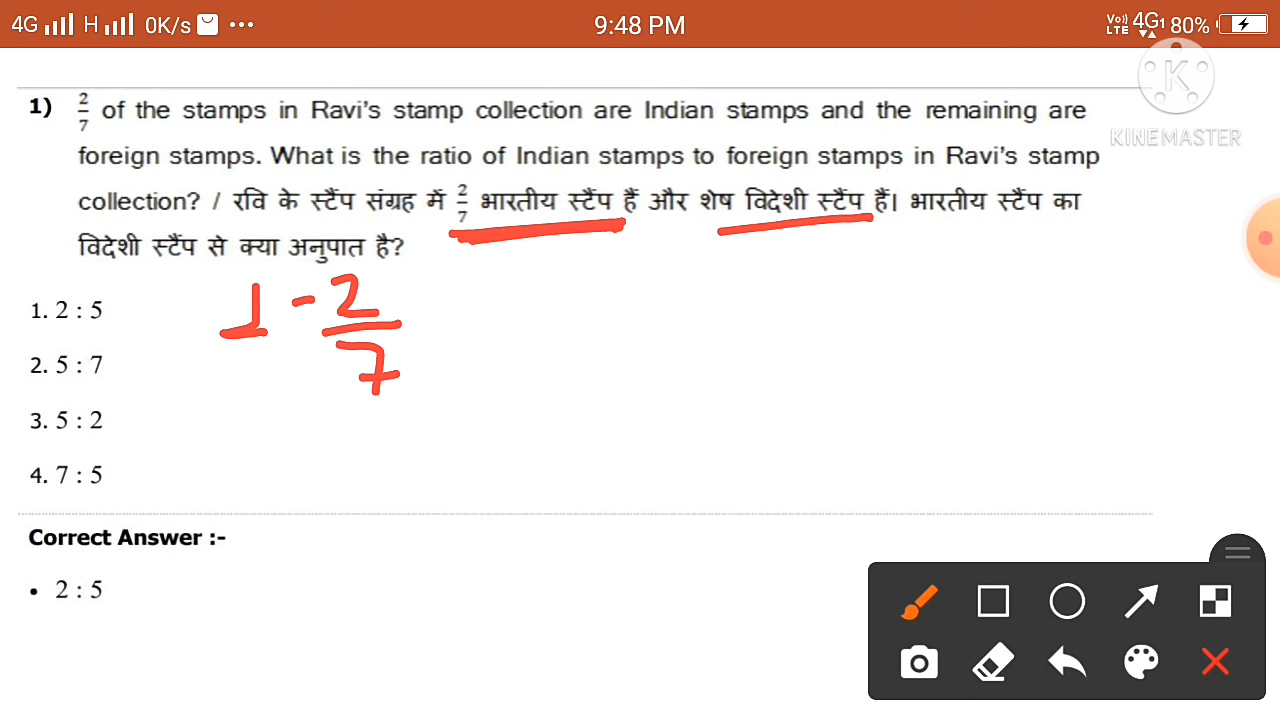 4G H 0K/s ••• 9:48 PM Vo)) LTE 4G1 80%
K
KINEMASTER
1) 2/7 of the stamps in Ravi's stamp collection are Indian stamps and the remaining are
foreign stamps. What is the ratio of Indian stamps to foreign stamps in Ravi's stamp
collection? / रवि के स्टैंप संग्रह में 2/7 भारतीय स्टैंप हैं और शेष विदेशी स्टैंप हैं। भारतीय स्टैंप का
विदेशी स्टैंप से क्या अनुपात है?
1 - 2/7
1. 2 : 5
2. 5 : 7
3. 5 : 2
4. 7 : 5
Correct Answer :-
• 2 : 5